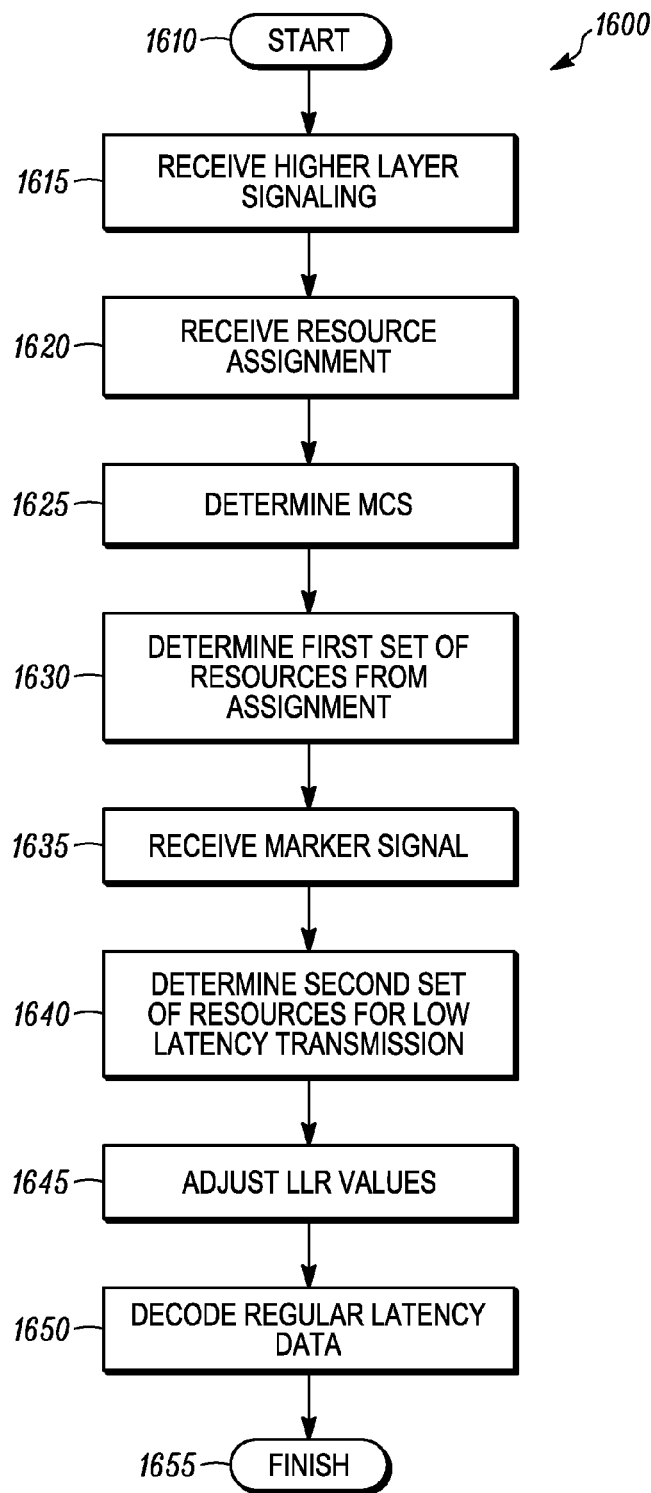 1600
1610 START
1615 RECEIVE HIGHER LAYER
SIGNALING
1620 RECEIVE RESOURCE
ASSIGNMENT
1625 DETERMINE MCS
1630 DETERMINE FIRST SET OF
RESOURCES FROM
ASSIGNMENT
1635 RECEIVE MARKER SIGNAL
1640 DETERMINE SECOND SET
OF RESOURCES FOR LOW
LATENCY TRANSMISSION
1645 ADJUST LLR VALUES
1650 DECODE REGULAR LATENCY
DATA
1655 FINISH